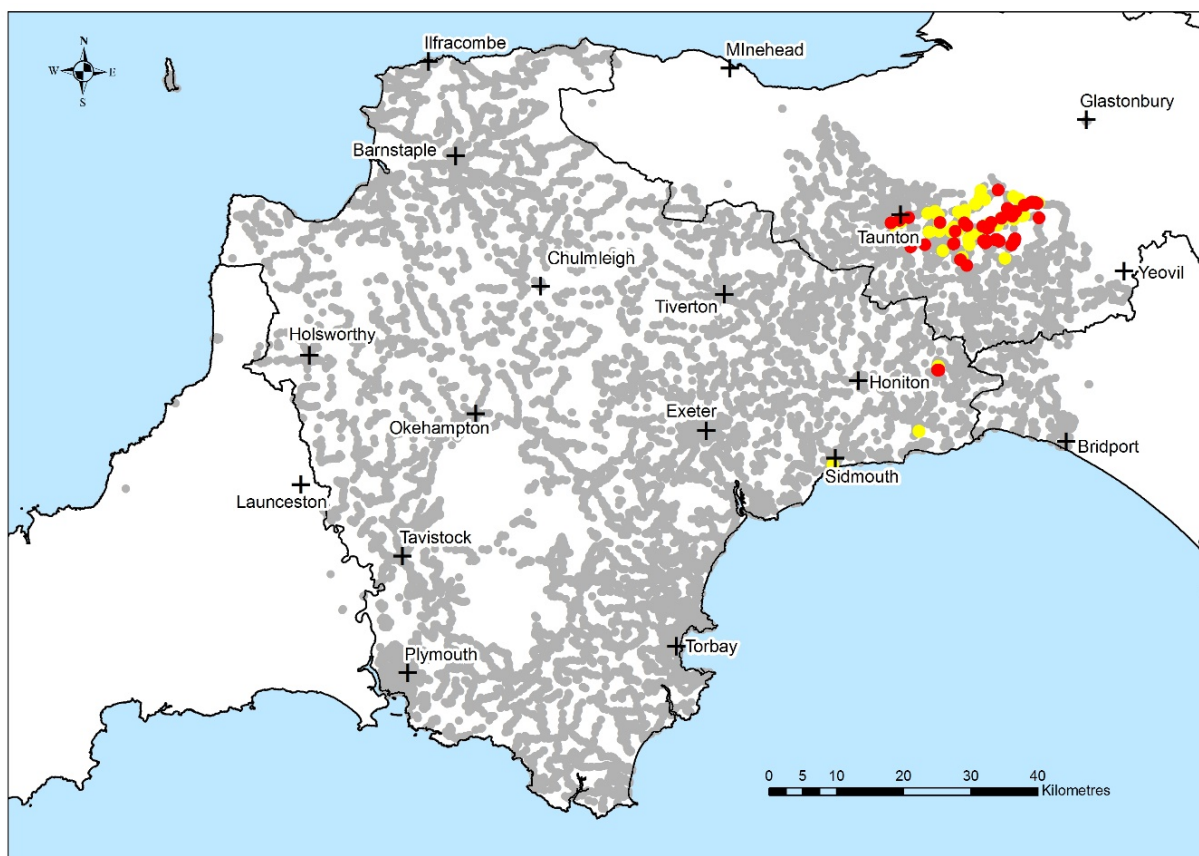 Ilfracombe
MInehead
N
W E
S
Glastonbury
Barnstaple
Taunton
Chulmleigh
Yeovil
Tiverton
Holsworthy
Honiton
Okehampton
Exeter
Bridport
Sidmouth
Launceston
Tavistock
Torbay
Plymouth
0 5 10 20 30 40
Kilometres